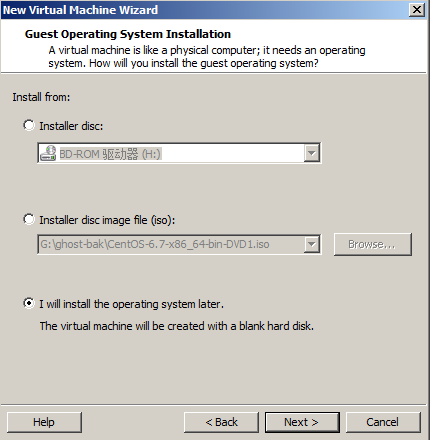 New Virtual Machine Wizard
Guest Operating System Installation
A virtual machine is like a physical computer; it needs an operating
system. How will you install the guest operating system?
Install from:
Installer disc:
BD-ROM 驱动器 (H:)
Installer disc image file (iso):
G:\ghost-bak\CentOS-6.7-x86_64-bin-DVD1.iso
Browse...
I will install the operating system later.
The virtual machine will be created with a blank hard disk.
Help
< Back
Next >
Cancel